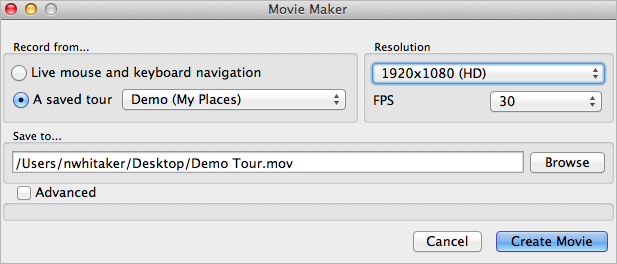 Movie Maker
Record from...
Live mouse and keyboard navigation
A saved tour Demo (My Places)
Resolution
1920x1080 (HD)
FPS 30
Save to...
/Users/nwhitaker/Desktop/Demo Tour.mov Browse
Advanced
Cancel Create Movie